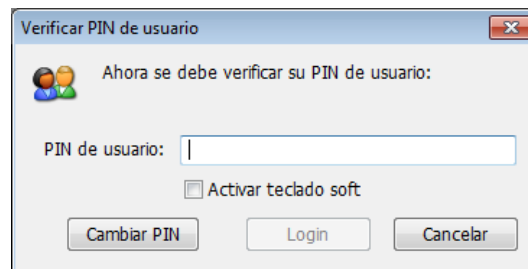 Verificar PIN de usuario
Ahora se debe verificar su PIN de usuario:
PIN de usuario:
Activar teclado soft
Cambiar PIN Login Cancelar